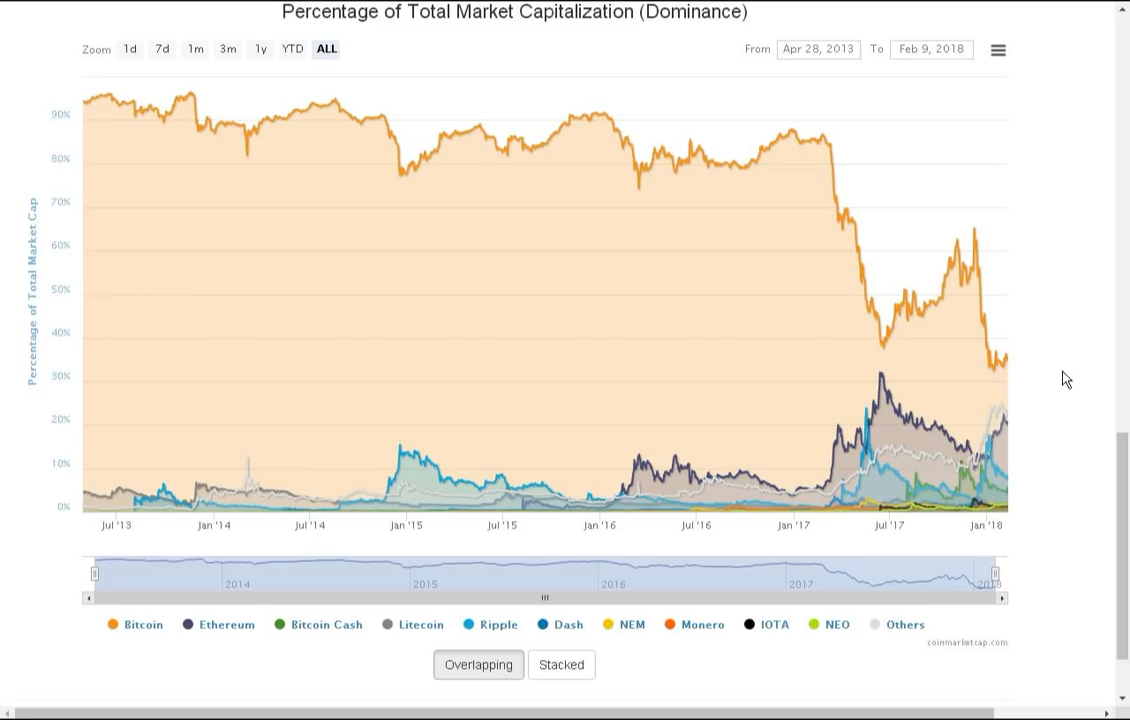 Percentage of Total Market Capitalization (Dominance)
Zoom 1d 7d 1m 3m 1y YTD ALL From Apr 28, 2013 To Feb 9, 2018
Percentage of Total Market Cap
90%
80%
70%
60%
50%
40%
30%
20%
10%
0%
Jul '13 Jan '14 Jul '14 Jan '15 Jul '15 Jan '16 Jul '16 Jan '17 Jul '17 Jan '18
2014 2015 2016 2017 2018
Bitcoin Ethereum Bitcoin Cash Litecoin Ripple Dash NEM Monero IOTA NEO Others
coinmarketcap.com
Overlapping Stacked